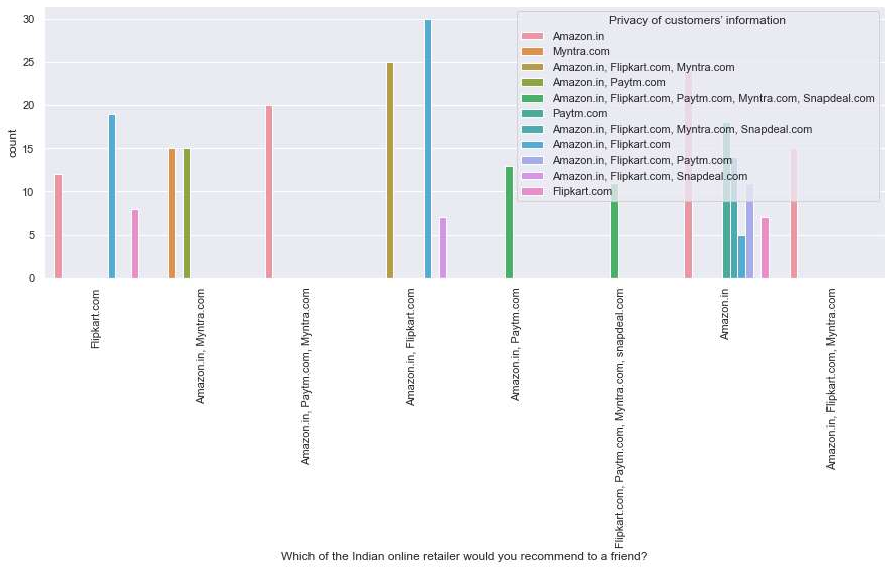 Privacy of customers' information
Amazon.in
Myntra.com
Amazon.in, Flipkart.com, Myntra.com
Amazon.in, Paytm.com
Amazon.in, Flipkart.com, Paytm.com, Myntra.com, Snapdeal.com
Paytm.com
Amazon.in, Flipkart.com, Myntra.com, Snapdeal.com
Amazon.in, Flipkart.com
Amazon.in, Flipkart.com, Paytm.com
Amazon.in, Flipkart.com, Snapdeal.com
Flipkart.com
30
25
20
15
10
5
0
count
Flipkart.com
Amazon.in, Myntra.com
Amazon.in, Paytm.com, Myntra.com
Amazon.in, Flipkart.com
Amazon.in, Paytm.com
Flipkart.com, Paytm.com, Myntra.com, snapdeal.com
Amazon.in
Amazon.in, Flipkart.com, Myntra.com
Which of the Indian online retailer would you recommend to a friend?